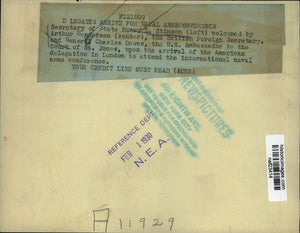 PLN1509
D LEGATES ARRIVE FOR NAVAL ARMSCONFERENCE
Secretary of State Stimson (left) welcomed by
Arthur Henderson (center), the British Foreign Secretary.
and General Charles Dawes, the U.S. Ambassador to the
Court of St. James, upon the arrival of the American
delegation in London to attend the international naval
arms conference.
YOUR CREDIT LINE MUST READ (ACME)
NEWSPICTURES
REFERENCE DEPT.
FEB 1 1930
N. E. A.
A 11929
historicimages.com